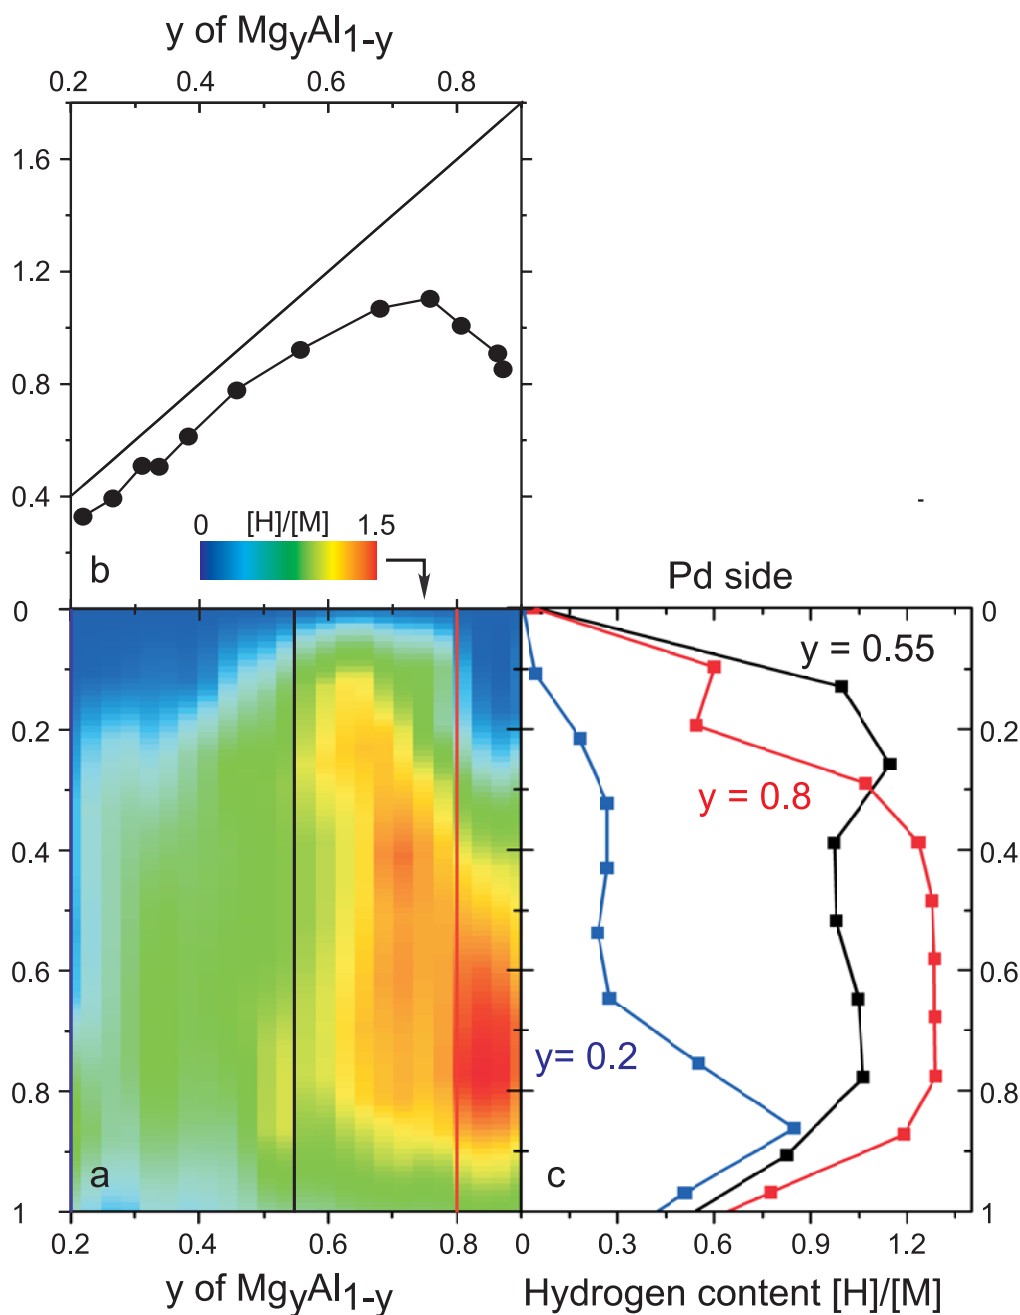 y of MgyAl1-y
0.2 0.4 0.6 0.8
1.6
1.2
0.8
0.4
0 [H]/[M] 1.5
b
Pd side
0 0
y = 0.55
0.2 0.2
y = 0.8
0.4 0.4
0.6 0.6
y= 0.2
0.8 0.8
a c
1 1
0.2 0.4 0.6 0.8 0 0.3 0.6 0.9 1.2
y of MgyAl1-y Hydrogen content [H]/[M]